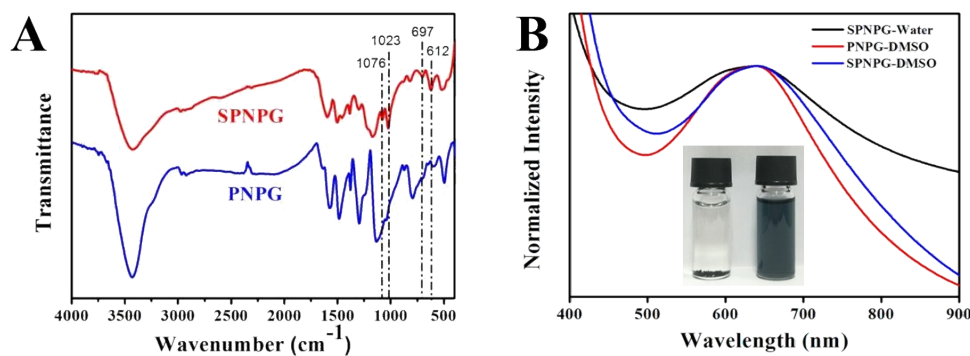 A
1023
697
1076
612
SPNPG
PNPG
Transmittance
4000 3500 3000 2500 2000 1500 1000 500
Wavenumber (cm⁻¹)
B
SPNPG-Water
PNPG-DMSO
SPNPG-DMSO
Normalized Intensity
400 500 600 700 800 900
Wavelength (nm)